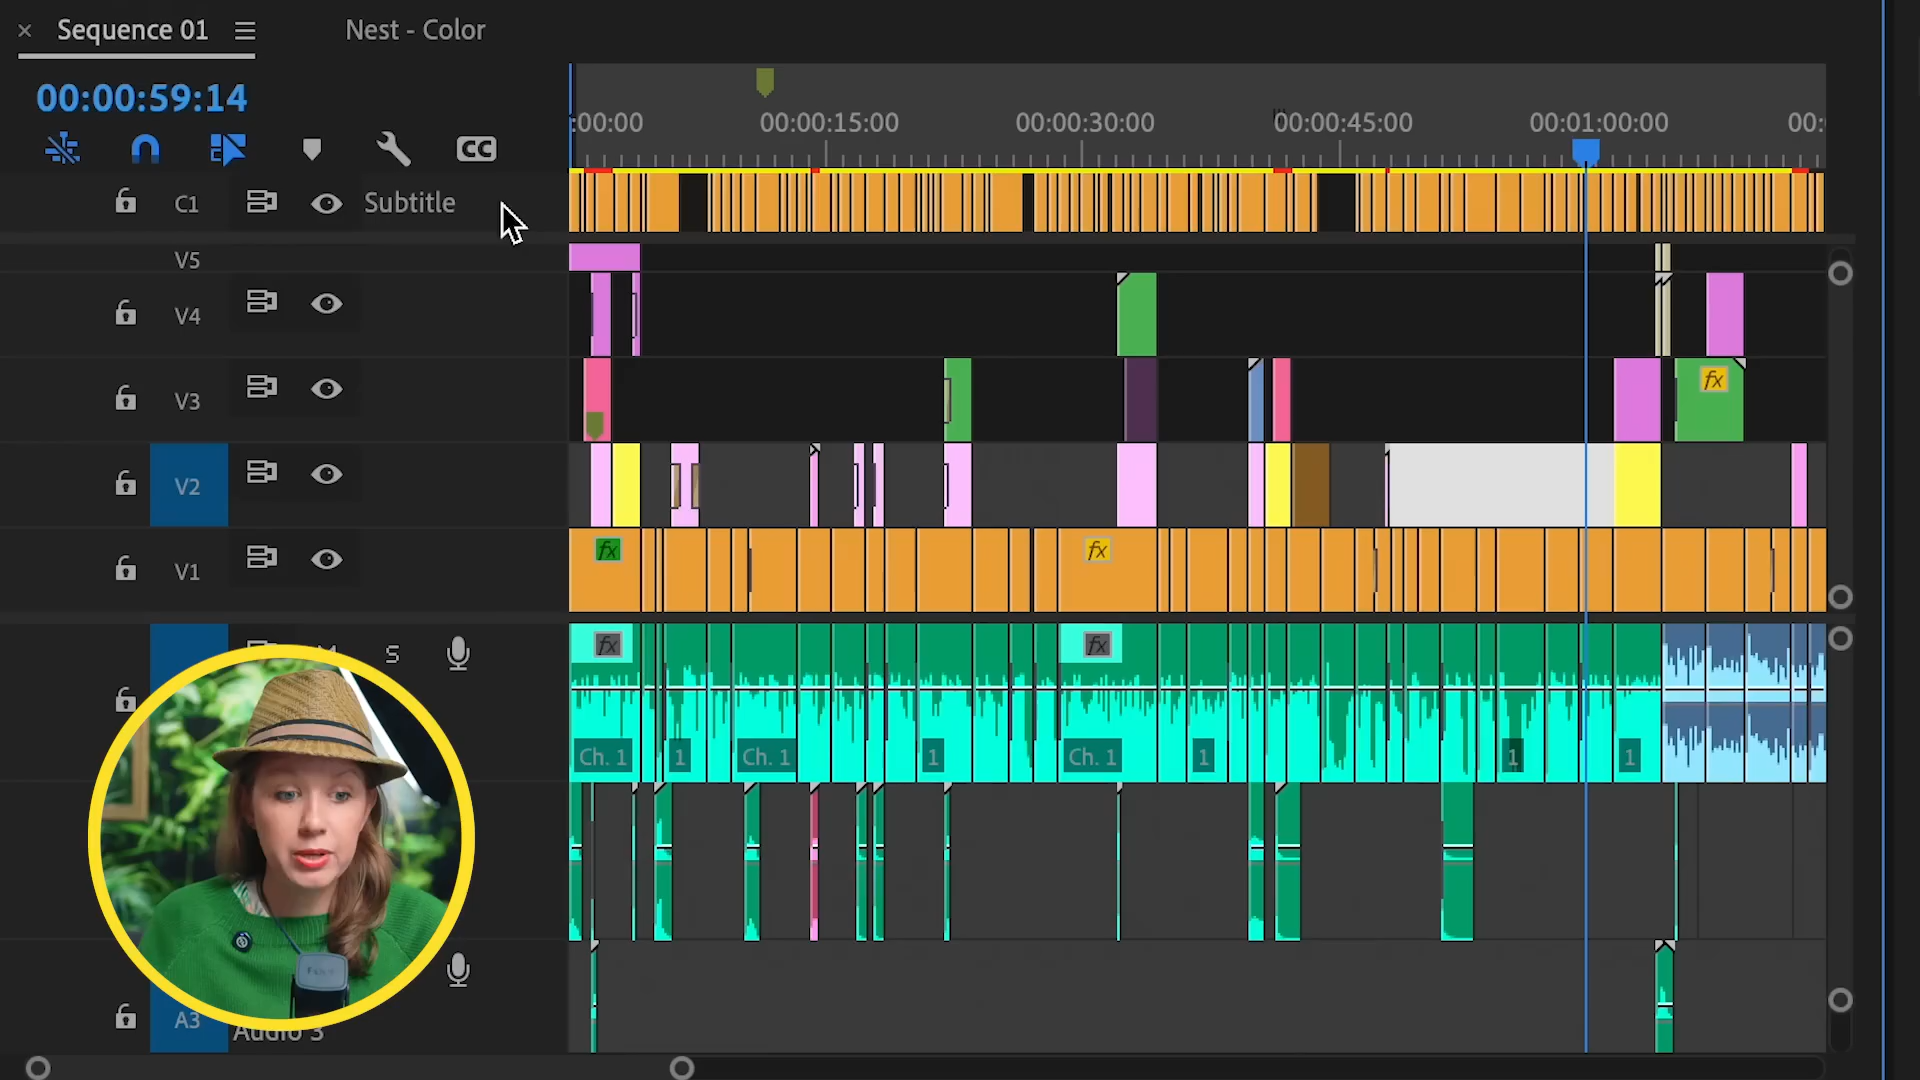 × Sequence 01 Nest - Color
00:00:59:14
:00:00 00:00:15:00 00:00:30:00 00:00:45:00 00:01:00:00 00:
CC
C1 Subtitle
V5
V4
V3 fx
V2
V1 fx fx
S fx fx
Ch. 1 1 Ch. 1 1 Ch. 1 1 1 1
A3 Audio 3